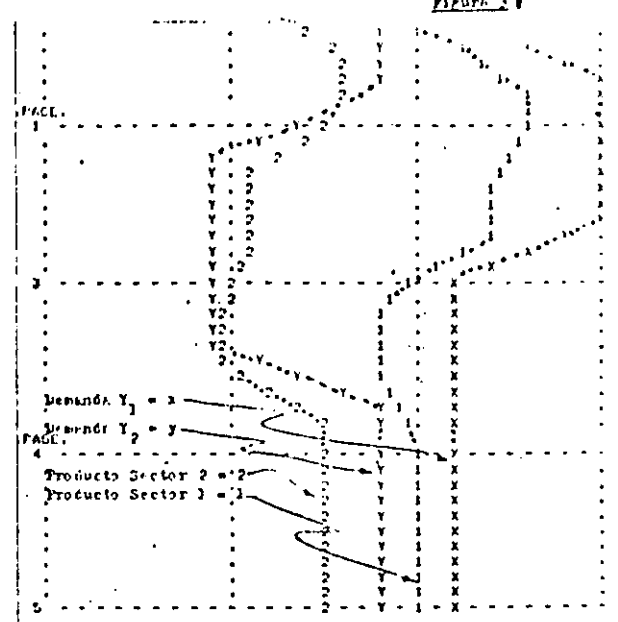 Figura 2
PAGE.
1
3
Demanda Y1 = x
Demanda Y2 = y
PAGE.
4
Producto Sector 2 = 2
Producto Sector 1 = 1
5